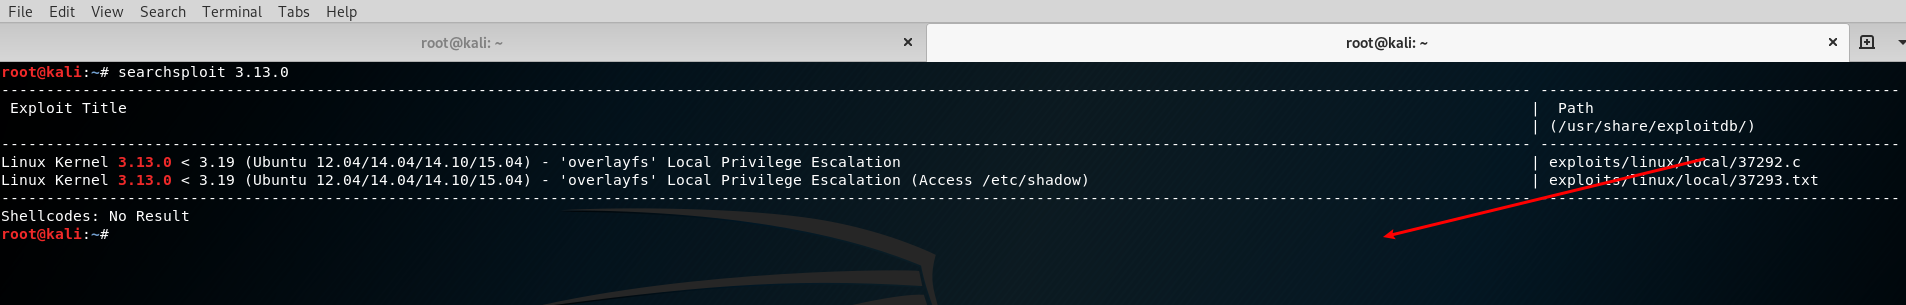 File Edit View Search Terminal Tabs Help
root@kali: ~ × root@kali: ~ ×
root@kali:~# searchsploit 3.13.0
Exploit Title | Path
| (/usr/share/exploitdb/)
Linux Kernel 3.13.0 < 3.19 (Ubuntu 12.04/14.04/14.10/15.04) - 'overlayfs' Local Privilege Escalation | exploits/linux/local/37292.c
Linux Kernel 3.13.0 < 3.19 (Ubuntu 12.04/14.04/14.10/15.04) - 'overlayfs' Local Privilege Escalation (Access /etc/shadow) | exploits/linux/local/37293.txt
Shellcodes: No Result
root@kali:~#